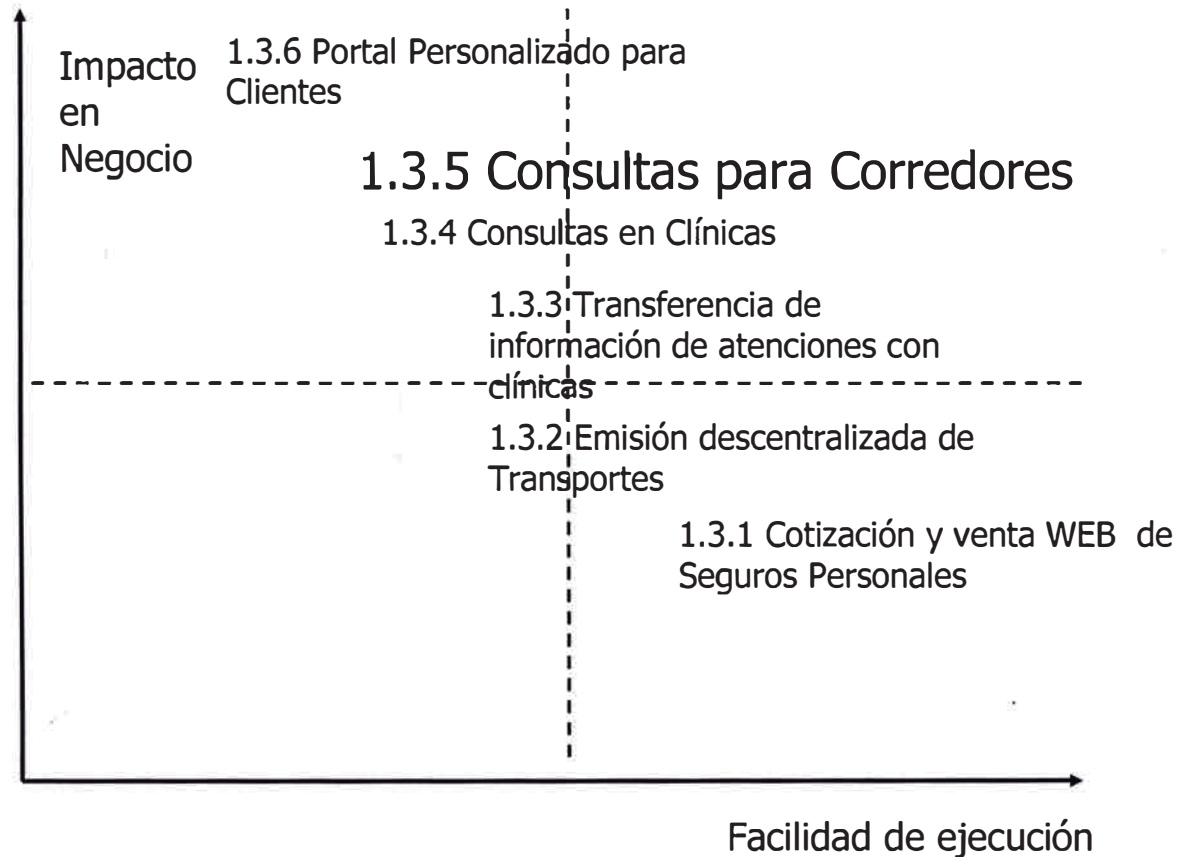 Impacto
en
Negocio
1.3.6 Portal Personalizado para
Clientes
1.3.5 Consultas para Corredores
1.3.4 Consultas en Clínicas
1.3.3 Transferencia de
información de atenciones con
clínicas
1.3.2 Emisión descentralizada de
Transportes
1.3.1 Cotización y venta WEB de
Seguros Personales
Facilidad de ejecución